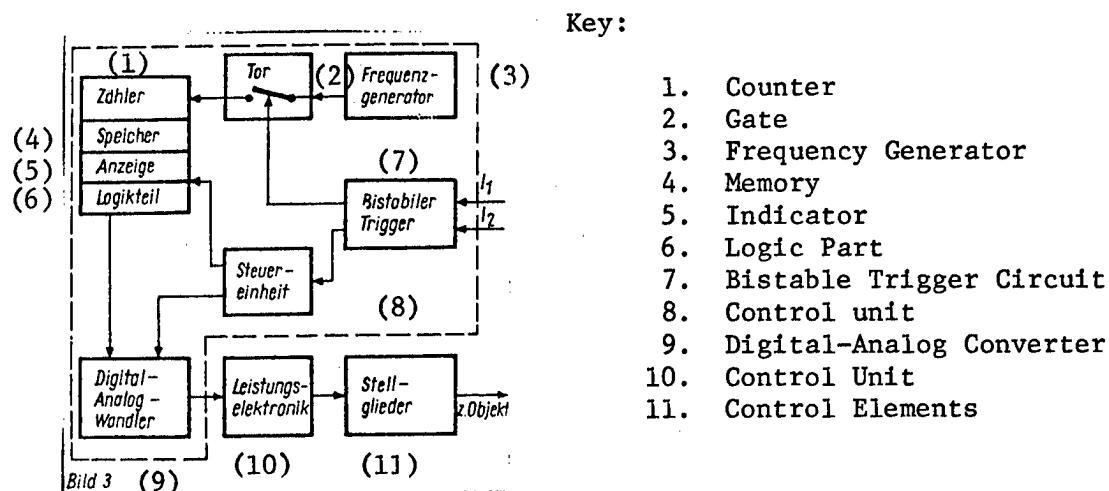 Key:
(1)
Zähler
Tor
(2)
Frequenz-
generator
(3)
(4)
Speicher
(5)
Anzeige
(6)
Logikteil
(7)
Bistabiler
Trigger
I1
I2
Steuer-
einheit
(8)
Digital-
Analog-
Wandler
Leistungs-
elektronik
Stell-
glieder
z.Objekt
Bild 3
(9)
(10)
(11)
1. Counter
2. Gate
3. Frequency Generator
4. Memory
5. Indicator
6. Logic Part
7. Bistable Trigger Circuit
8. Control unit
9. Digital-Analog Converter
10. Control Unit
11. Control Elements